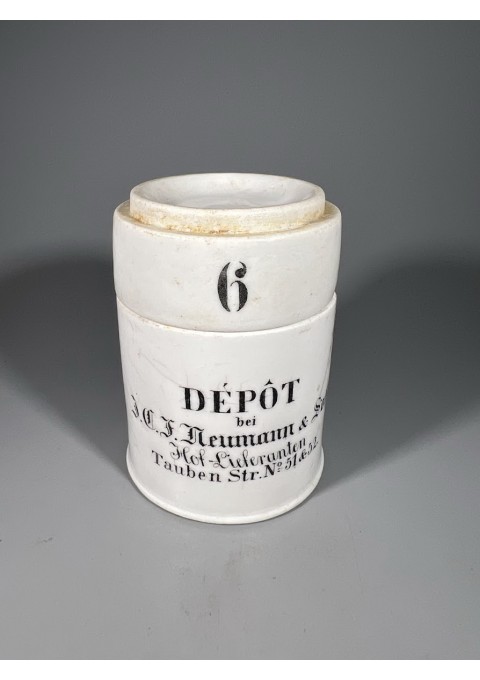 6
DÉPÔT
bei
J.C.F. Neumann &
Hof-Lieferanten
Tauben Str. No 51 & 52.